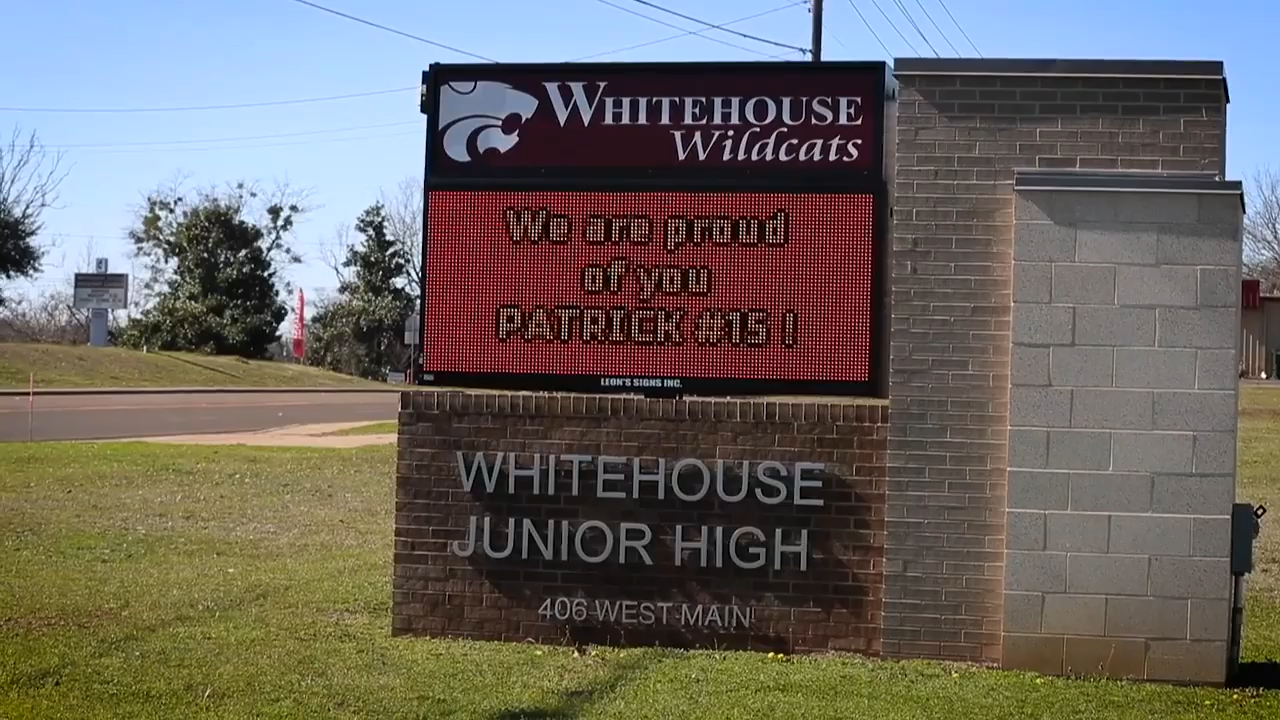 WHITEHOUSE
Wildcats
We are proud
of you
PATRICK #15 !
LEON'S SIGNS INC.
WHITEHOUSE
JUNIOR HIGH
406 WEST MAIN